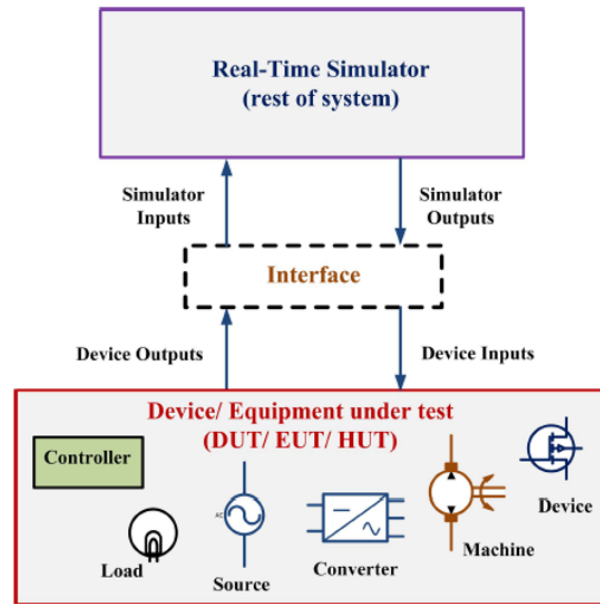 Real-Time Simulator
(rest of system)
Simulator
Inputs
Simulator
Outputs
Interface
Device Outputs
Device Inputs
Device/ Equipment under test
(DUT/ EUT/ HUT)
Controller
AC
Device
Machine
Load
Source
Converter